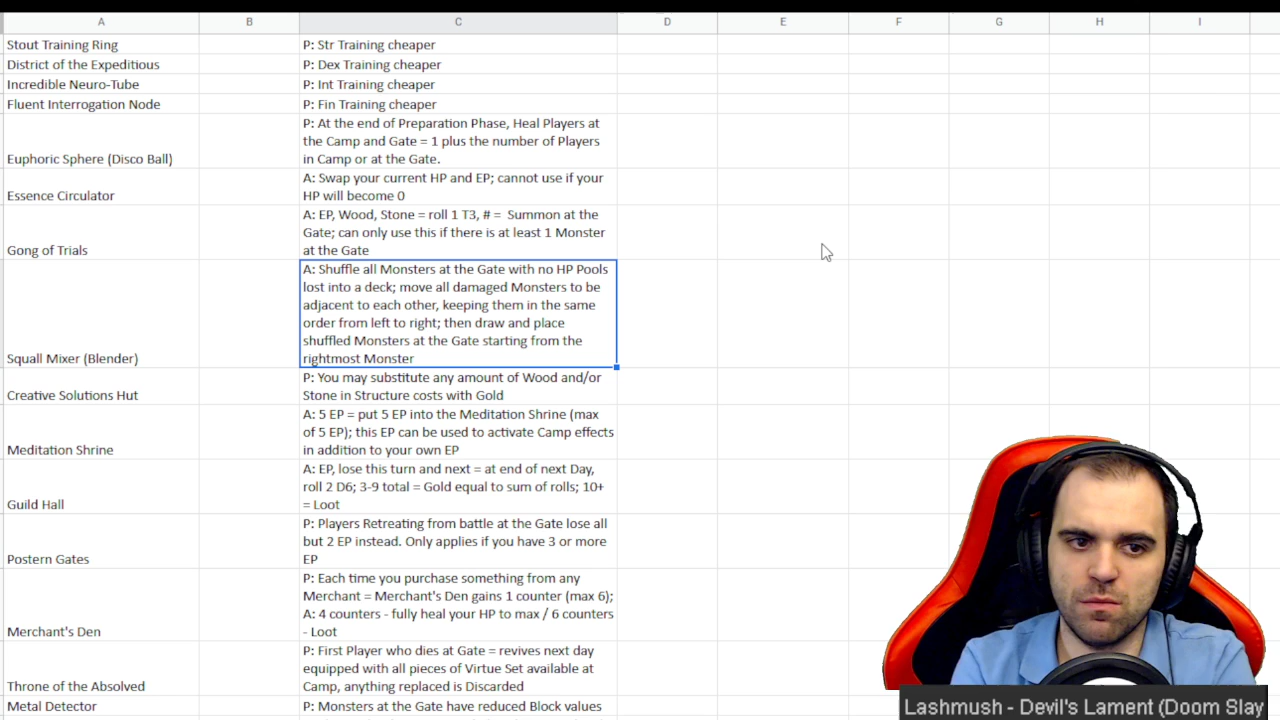 A B C D E F G H I
Stout Training Ring P: Str Training cheaper
District of the Expeditious P: Dex Training cheaper
Incredible Neuro-Tube P: Int Training cheaper
Fluent Interrogation Node P: Fin Training cheaper
P: At the end of Preparation Phase, Heal Players at
the Camp and Gate = 1 plus the number of Players
Euphoric Sphere (Disco Ball) in Camp or at the Gate.
A: Swap your current HP and EP; cannot use if your
Essence Circulator HP will become 0
A: EP, Wood, Stone = roll 1 T3, # =  Summon at the
Gate; can only use this if there is at least 1 Monster
Gong of Trials at the Gate
A: Shuffle all Monsters at the Gate with no HP Pools
lost into a deck; move all damaged Monsters to be
adjacent to each other, keeping them in the same
order from left to right; then draw and place
shuffled Monsters at the Gate starting from the
Squall Mixer (Blender) rightmost Monster
P: You may substitute any amount of Wood and/or
Creative Solutions Hut Stone in Structure costs with Gold
A: 5 EP = put 5 EP into the Meditation Shrine (max
of 5 EP); this EP can be used to activate Camp effects
Meditation Shrine in addition to your own EP
A: EP, lose this turn and next = at end of next Day,
roll 2 D6; 3-9 total = Gold equal to sum of rolls; 10+
Guild Hall = Loot
P: Players Retreating from battle at the Gate lose all
but 2 EP instead. Only applies if you have 3 or more
Postern Gates EP
P: Each time you purchase something from any
Merchant = Merchant's Den gains 1 counter (max 6);
A: 4 counters - fully heal your HP to max / 6 counters
Merchant's Den - Loot
P: First Player who dies at Gate = revives next day
equipped with all pieces of Virtue Set available at
Throne of the Absolved Camp, anything replaced is Discarded
Metal Detector P: Monsters at the Gate have reduced Block values
Lashmush - Devil's Lament (Doom Slay